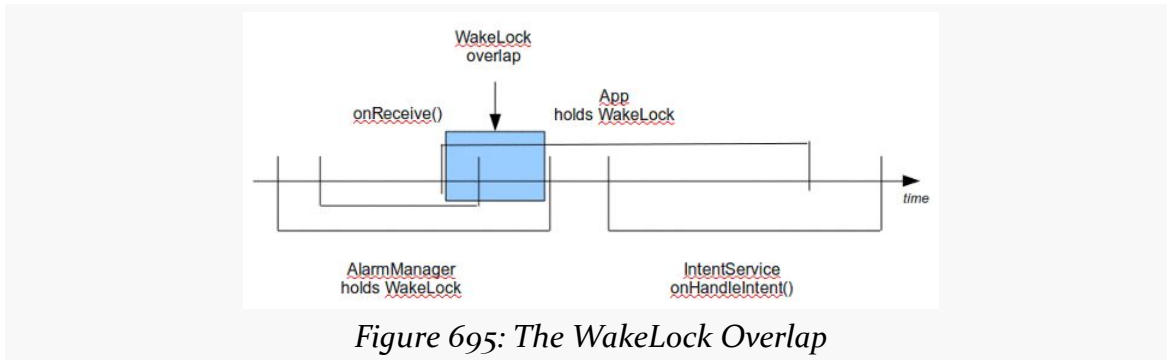 WakeLock
overlap
onReceive()
App
holds WakeLock
time
AlarmManager
holds WakeLock
IntentService
onHandleIntent()
Figure 695: The WakeLock Overlap